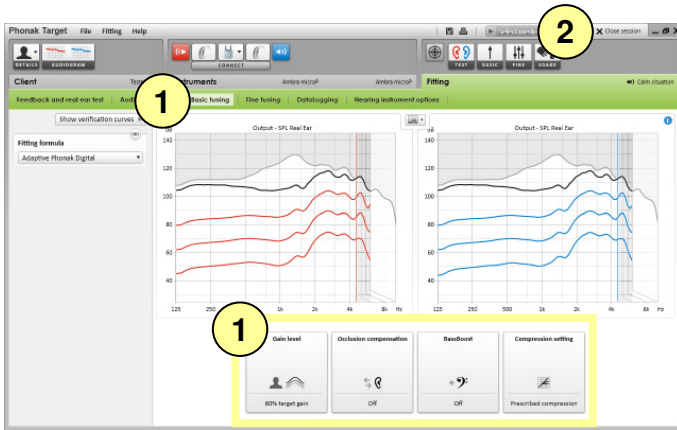 Phonak Target File Fitting Help
2
Close session
DETAILS AUDIOGRAM
CONNECT
TEST BASIC FINE USAGE
Client
Instruments
Ambra microP
Ambra microP
Fitting
Calm situation
1
Feedback and real ear test
Basic tuning
Fine tuning
DataLogging
Hearing instrument options
Show verification curves
Fitting formula
Adaptive Phonak Digital
dB
Output - SPL Real Ear
140
120
100
80
60
40
125 250 1k 2k 4k 8k Hz
dB
Output - SPL Real Ear
140
120
100
80
60
40
125 250 500 1k 2k 4k 8k Hz
1
Gain level
80% target gain
Occlusion compensation
Off
BassBoost
Off
Compression setting
Prescribed compression